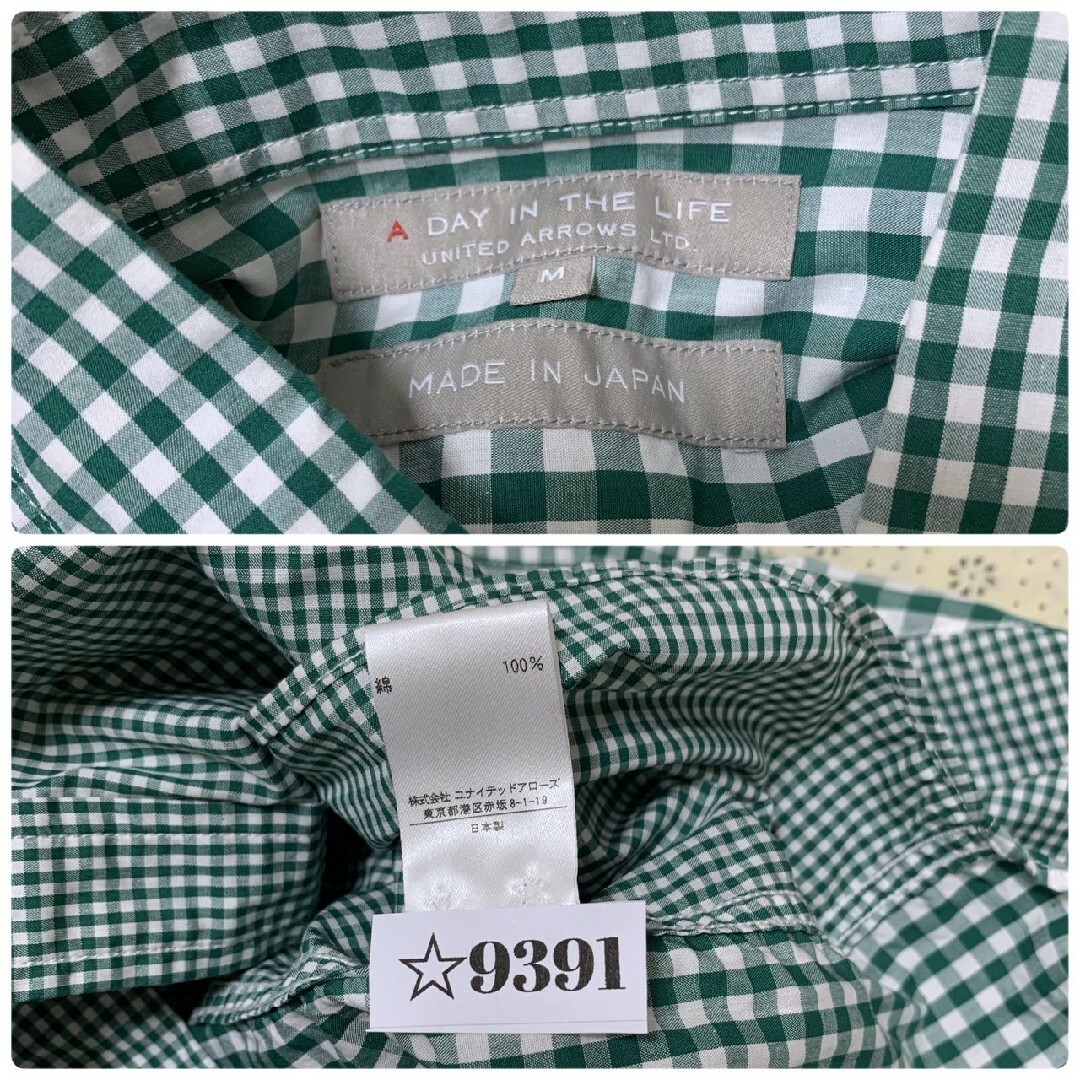 A DAY IN THE LIFE
UNITED ARROWS LTD.
M
MADE IN JAPAN
綿 100%
株式会社 ユナイテッドアローズ
東京都港区赤坂8-1-19
日本製
☆9391